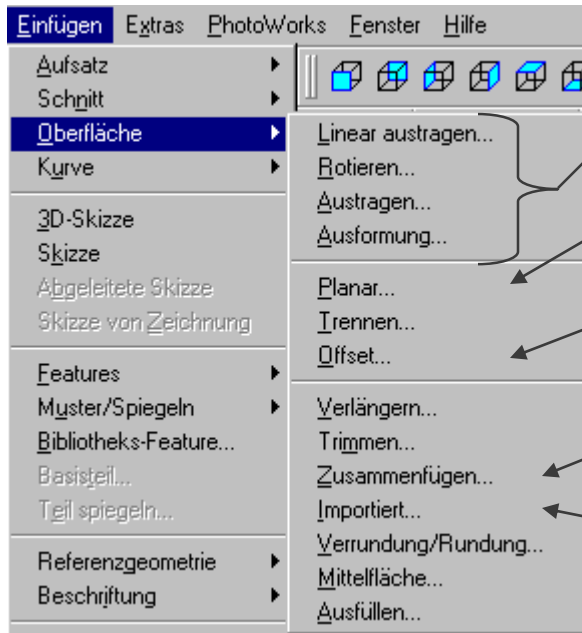 Einfügen Extras PhotoWorks Fenster Hilfe
Aufsatz
Schnitt
Oberfläche
Kurve
3D-Skizze
Skizze
Abgeleitete Skizze
Skizze von Zeichnung
Features
Muster/Spiegeln
Bibliotheks-Feature...
Basisteil...
Teil spiegeln...
Referenzgeometrie
Beschriftung
Linear austragen...
Rotieren...
Austragen...
Ausformung...
Planar...
Trennen...
Offset...
Verlängern...
Trimmen...
Zusammenfügen...
Importiert...
Verrundung/Rundung...
Mittelfläche...
Ausfüllen...